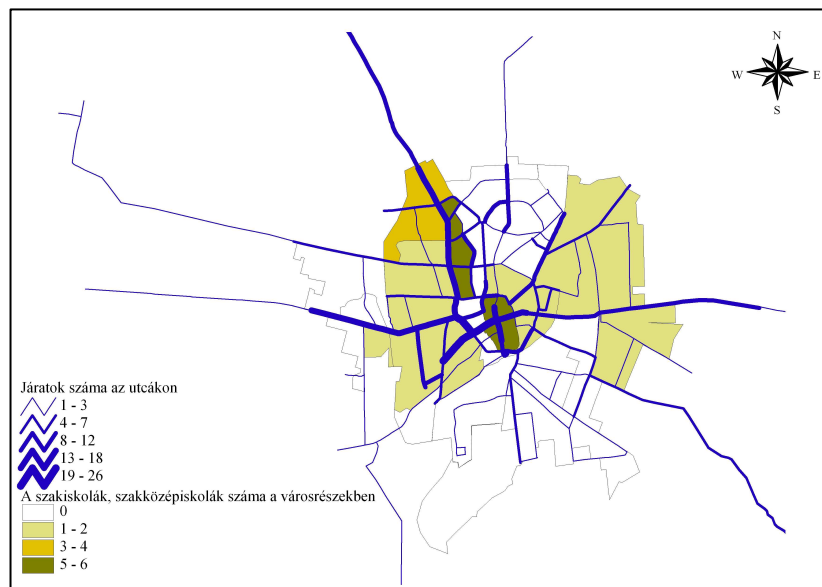 N
W E
S
Járatok száma az utcákon
1 - 3
4 - 7
8 - 12
13 - 18
19 - 26
A szakiskolák, szakközépiskolák száma a városrészekben
0
1 - 2
3 - 4
5 - 6